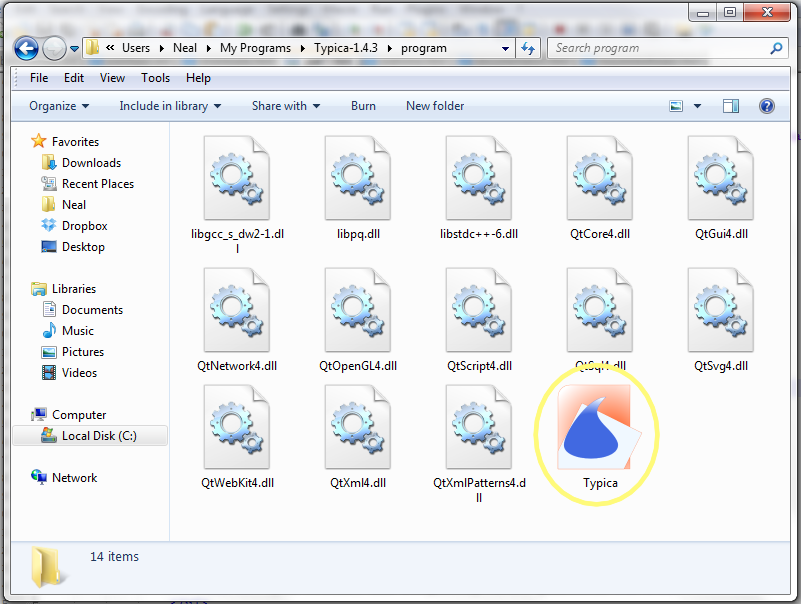 « Users ▸ Neal ▸ My Programs ▸ Typica-1.4.3 ▸ program
Search program
File Edit View Tools Help
Organize Include in library Share with Burn New folder
Favorites
Downloads
Recent Places
Neal
Dropbox
Desktop
Libraries
Documents
Music
Pictures
Videos
Computer
Local Disk (C:)
Network
libgcc_s_dw2-1.dl
l
libpq.dll
libstdc++-6.dll
QtCore4.dll
QtGui4.dll
QtNetwork4.dll
QtOpenGL4.dll
QtScript4.dll
QtSql4.dll
QtSvg4.dll
QtWebKit4.dll
QtXml4.dll
QtXmlPatterns4.d
ll
Typica
14 items